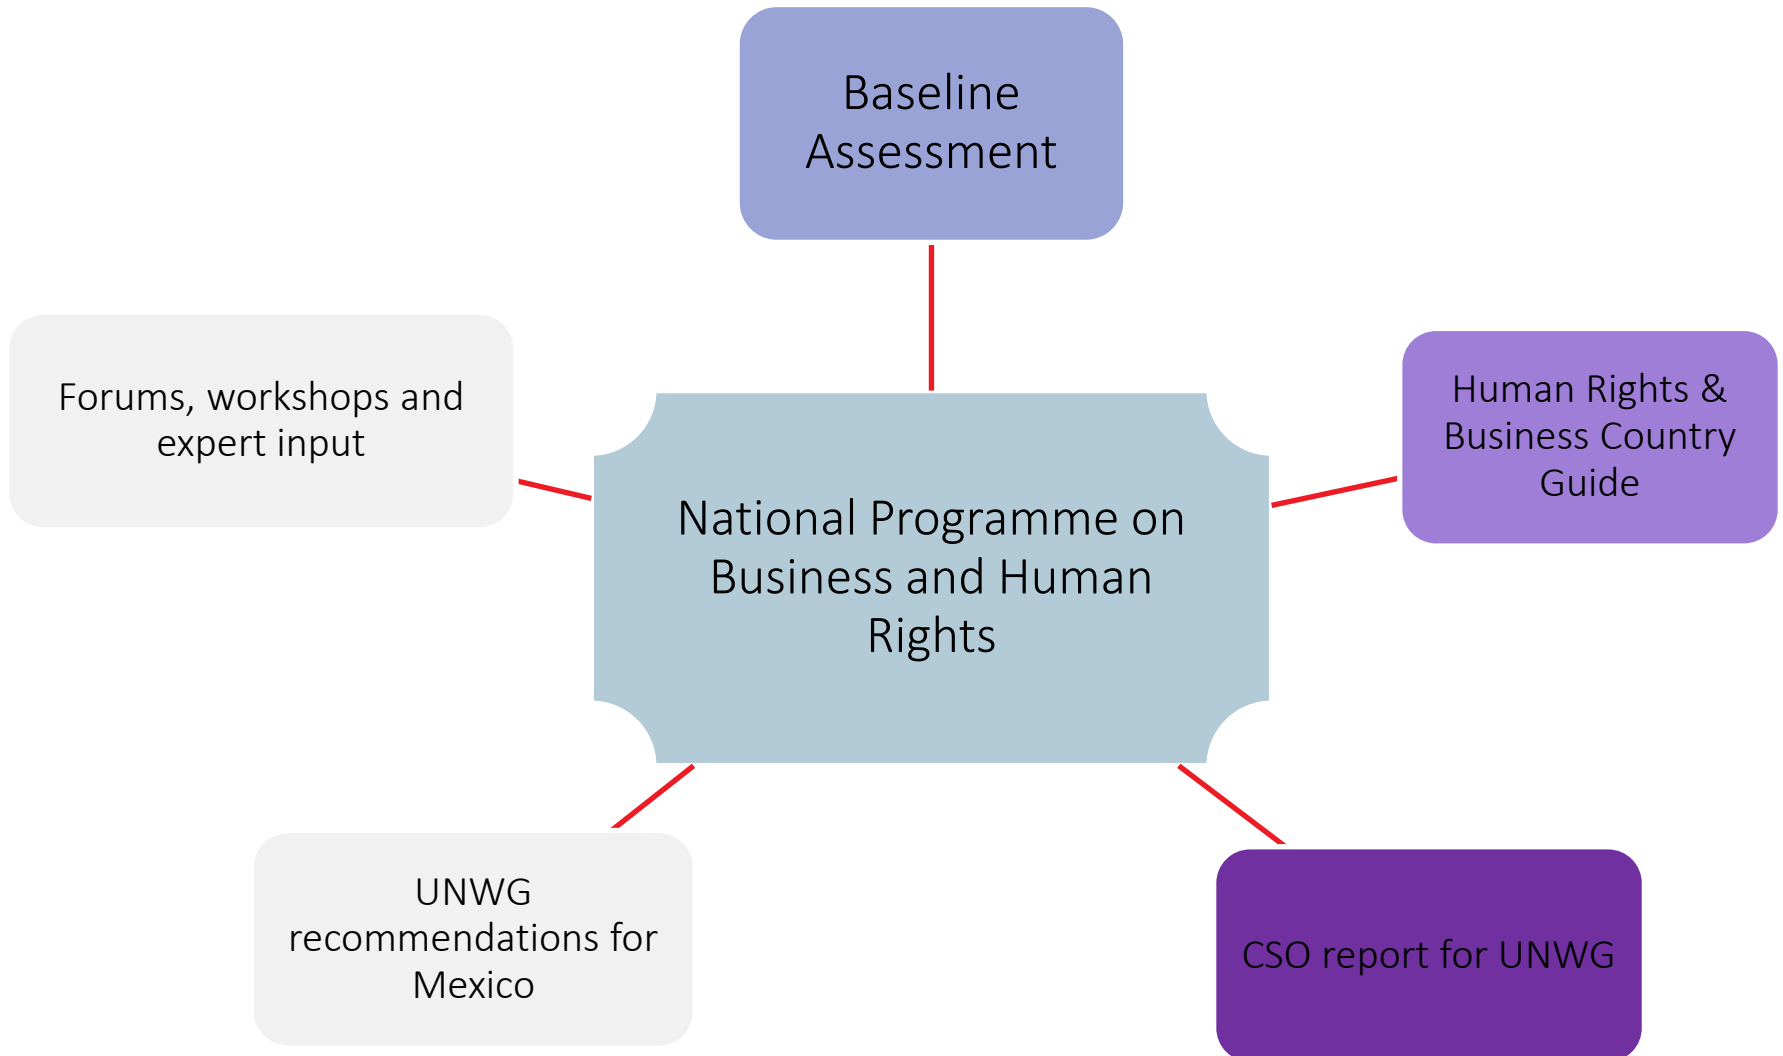 Baseline
Assessment
Forums, workshops and
expert input
Human Rights &
Business Country
Guide
National Programme on
Business and Human
Rights
UNWG
recommendations for
Mexico
CSO report for UNWG